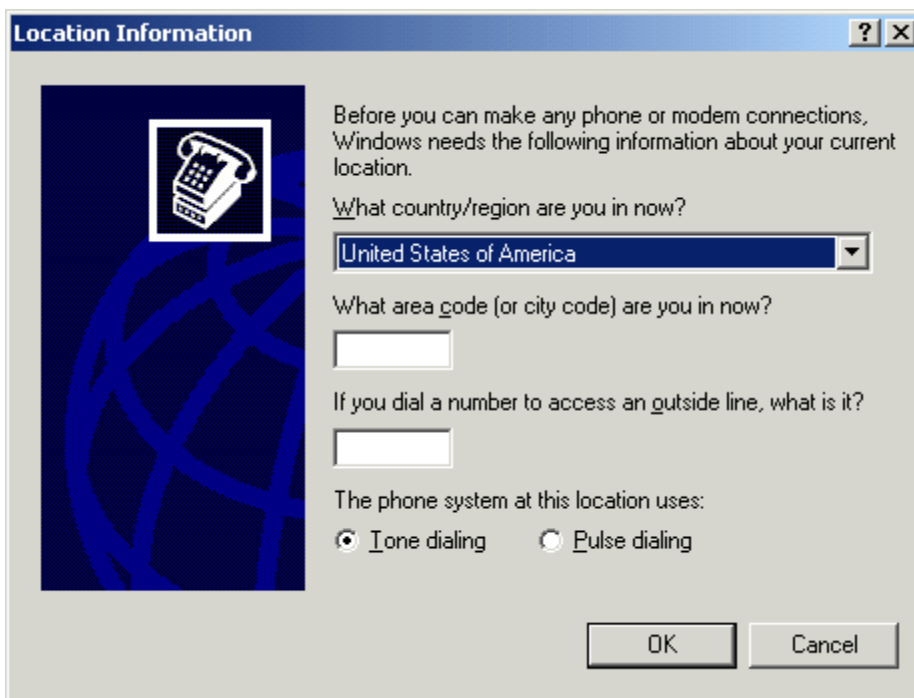 Location Information
Before you can make any phone or modem connections,
Windows needs the following information about your current
location.
What country/region are you in now?
United States of America
What area code (or city code) are you in now?
If you dial a number to access an outside line, what is it?
The phone system at this location uses:
Tone dialing Pulse dialing
OK Cancel